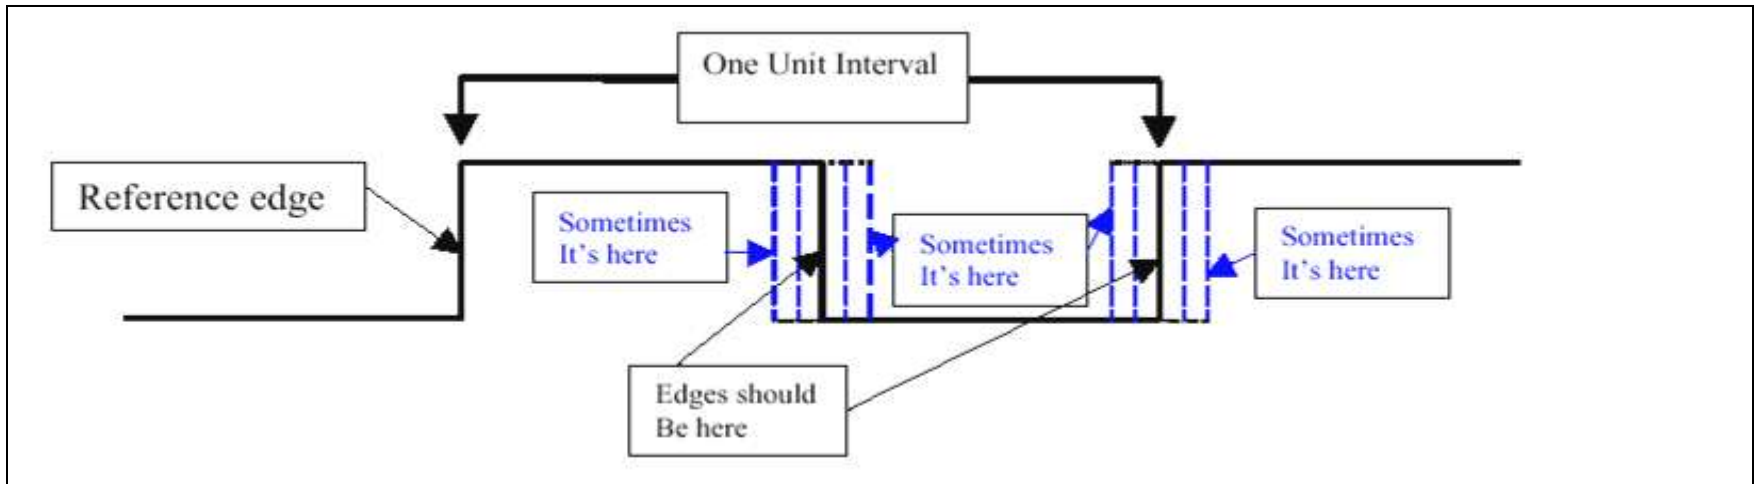 One Unit Interval
Reference edge
Sometimes
It's here
Sometimes
It's here
Sometimes
It's here
Edges should
Be here